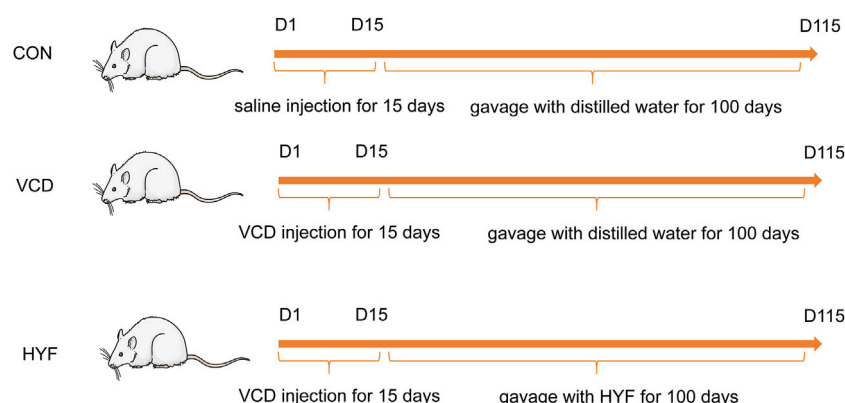 D1 D15 D115
CON
saline injection for 15 days gavage with distilled water for 100 days
D1 D15 D115
VCD
VCD injection for 15 days gavage with distilled water for 100 days
D1 D15 D115
HYF
VCD injection for 15 days gavage with HYF for 100 days